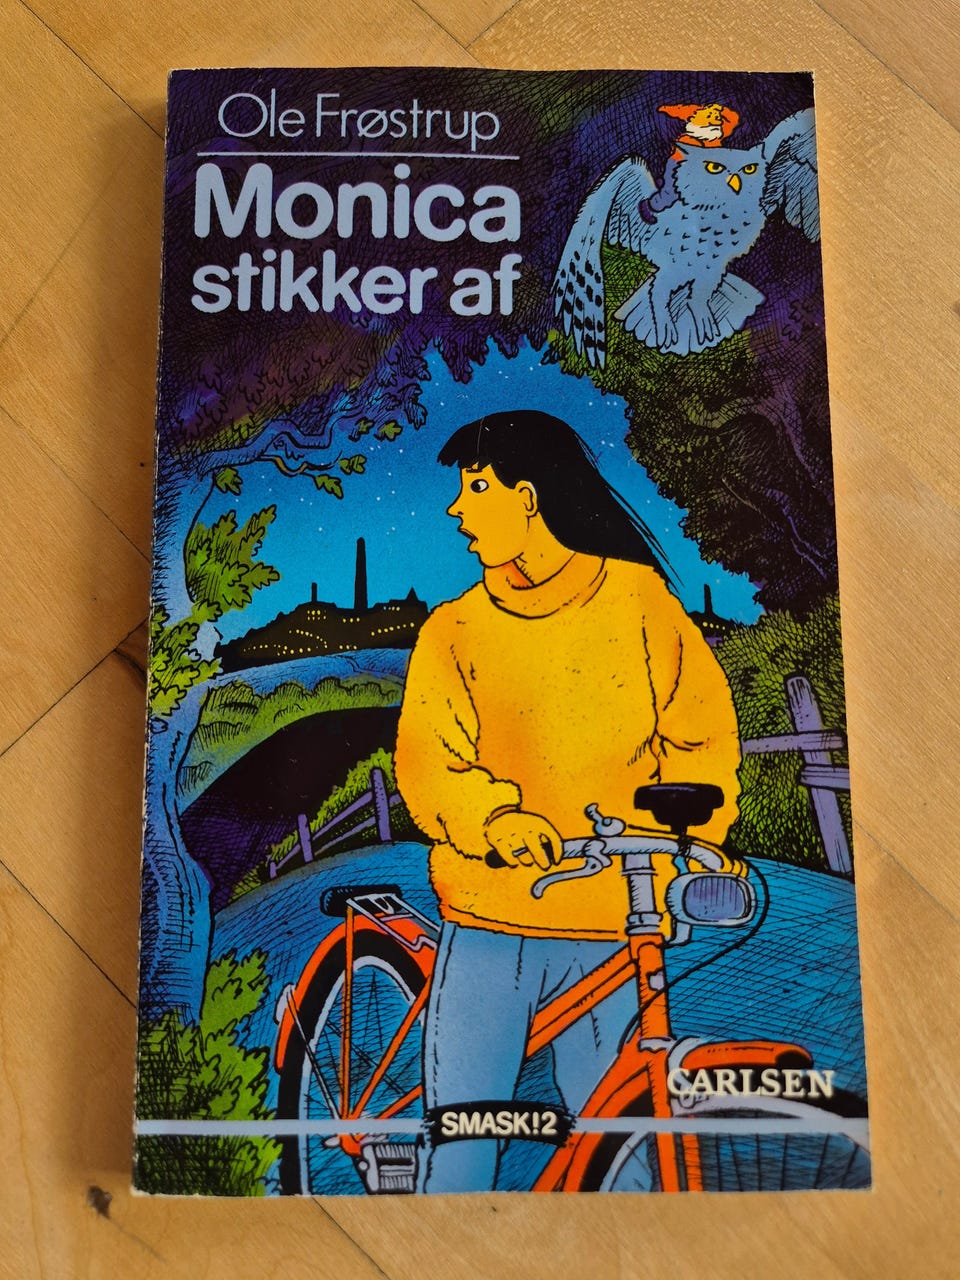 Ole Frøstrup
Monica
stikker af
CARLSEN
SMASK!2